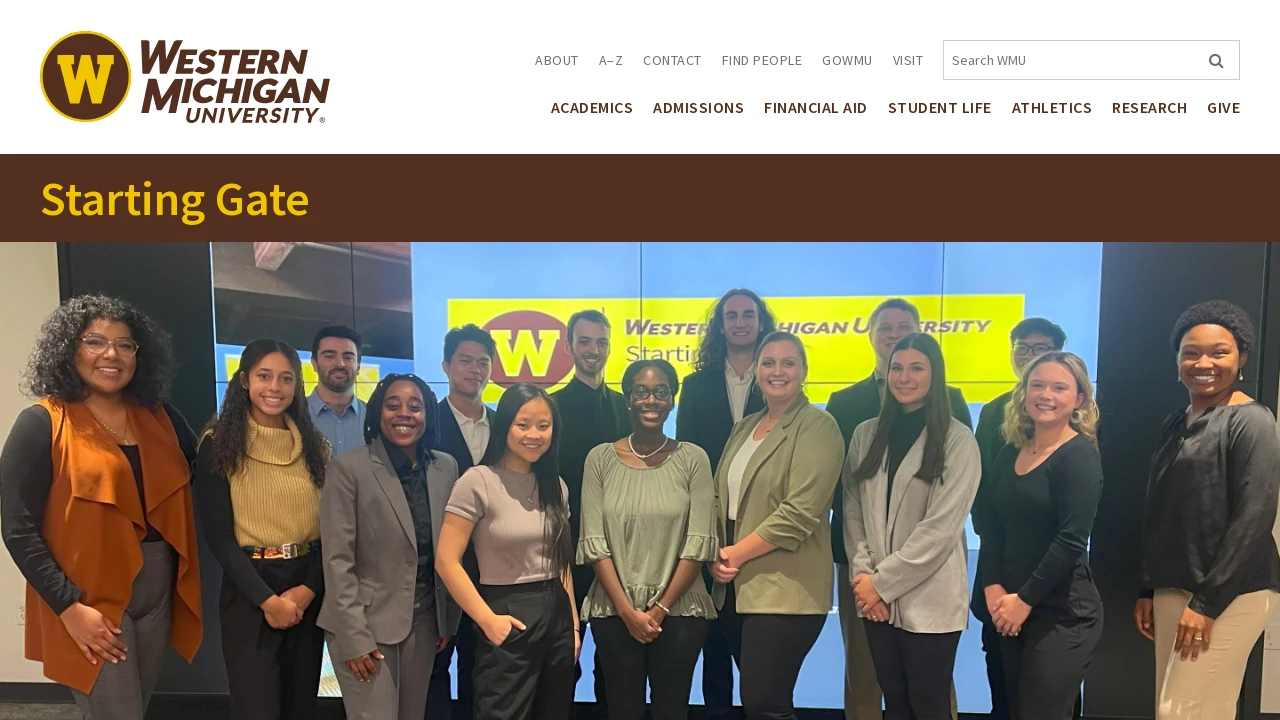 W
WESTERN
MICHIGAN
UNIVERSITY®
ABOUT A–Z CONTACT FIND PEOPLE GOWMU VISIT
Search WMU
ACADEMICS ADMISSIONS FINANCIAL AID STUDENT LIFE ATHLETICS RESEARCH GIVE
Starting Gate
W
WESTERN MICHIGAN UNIVERSITY